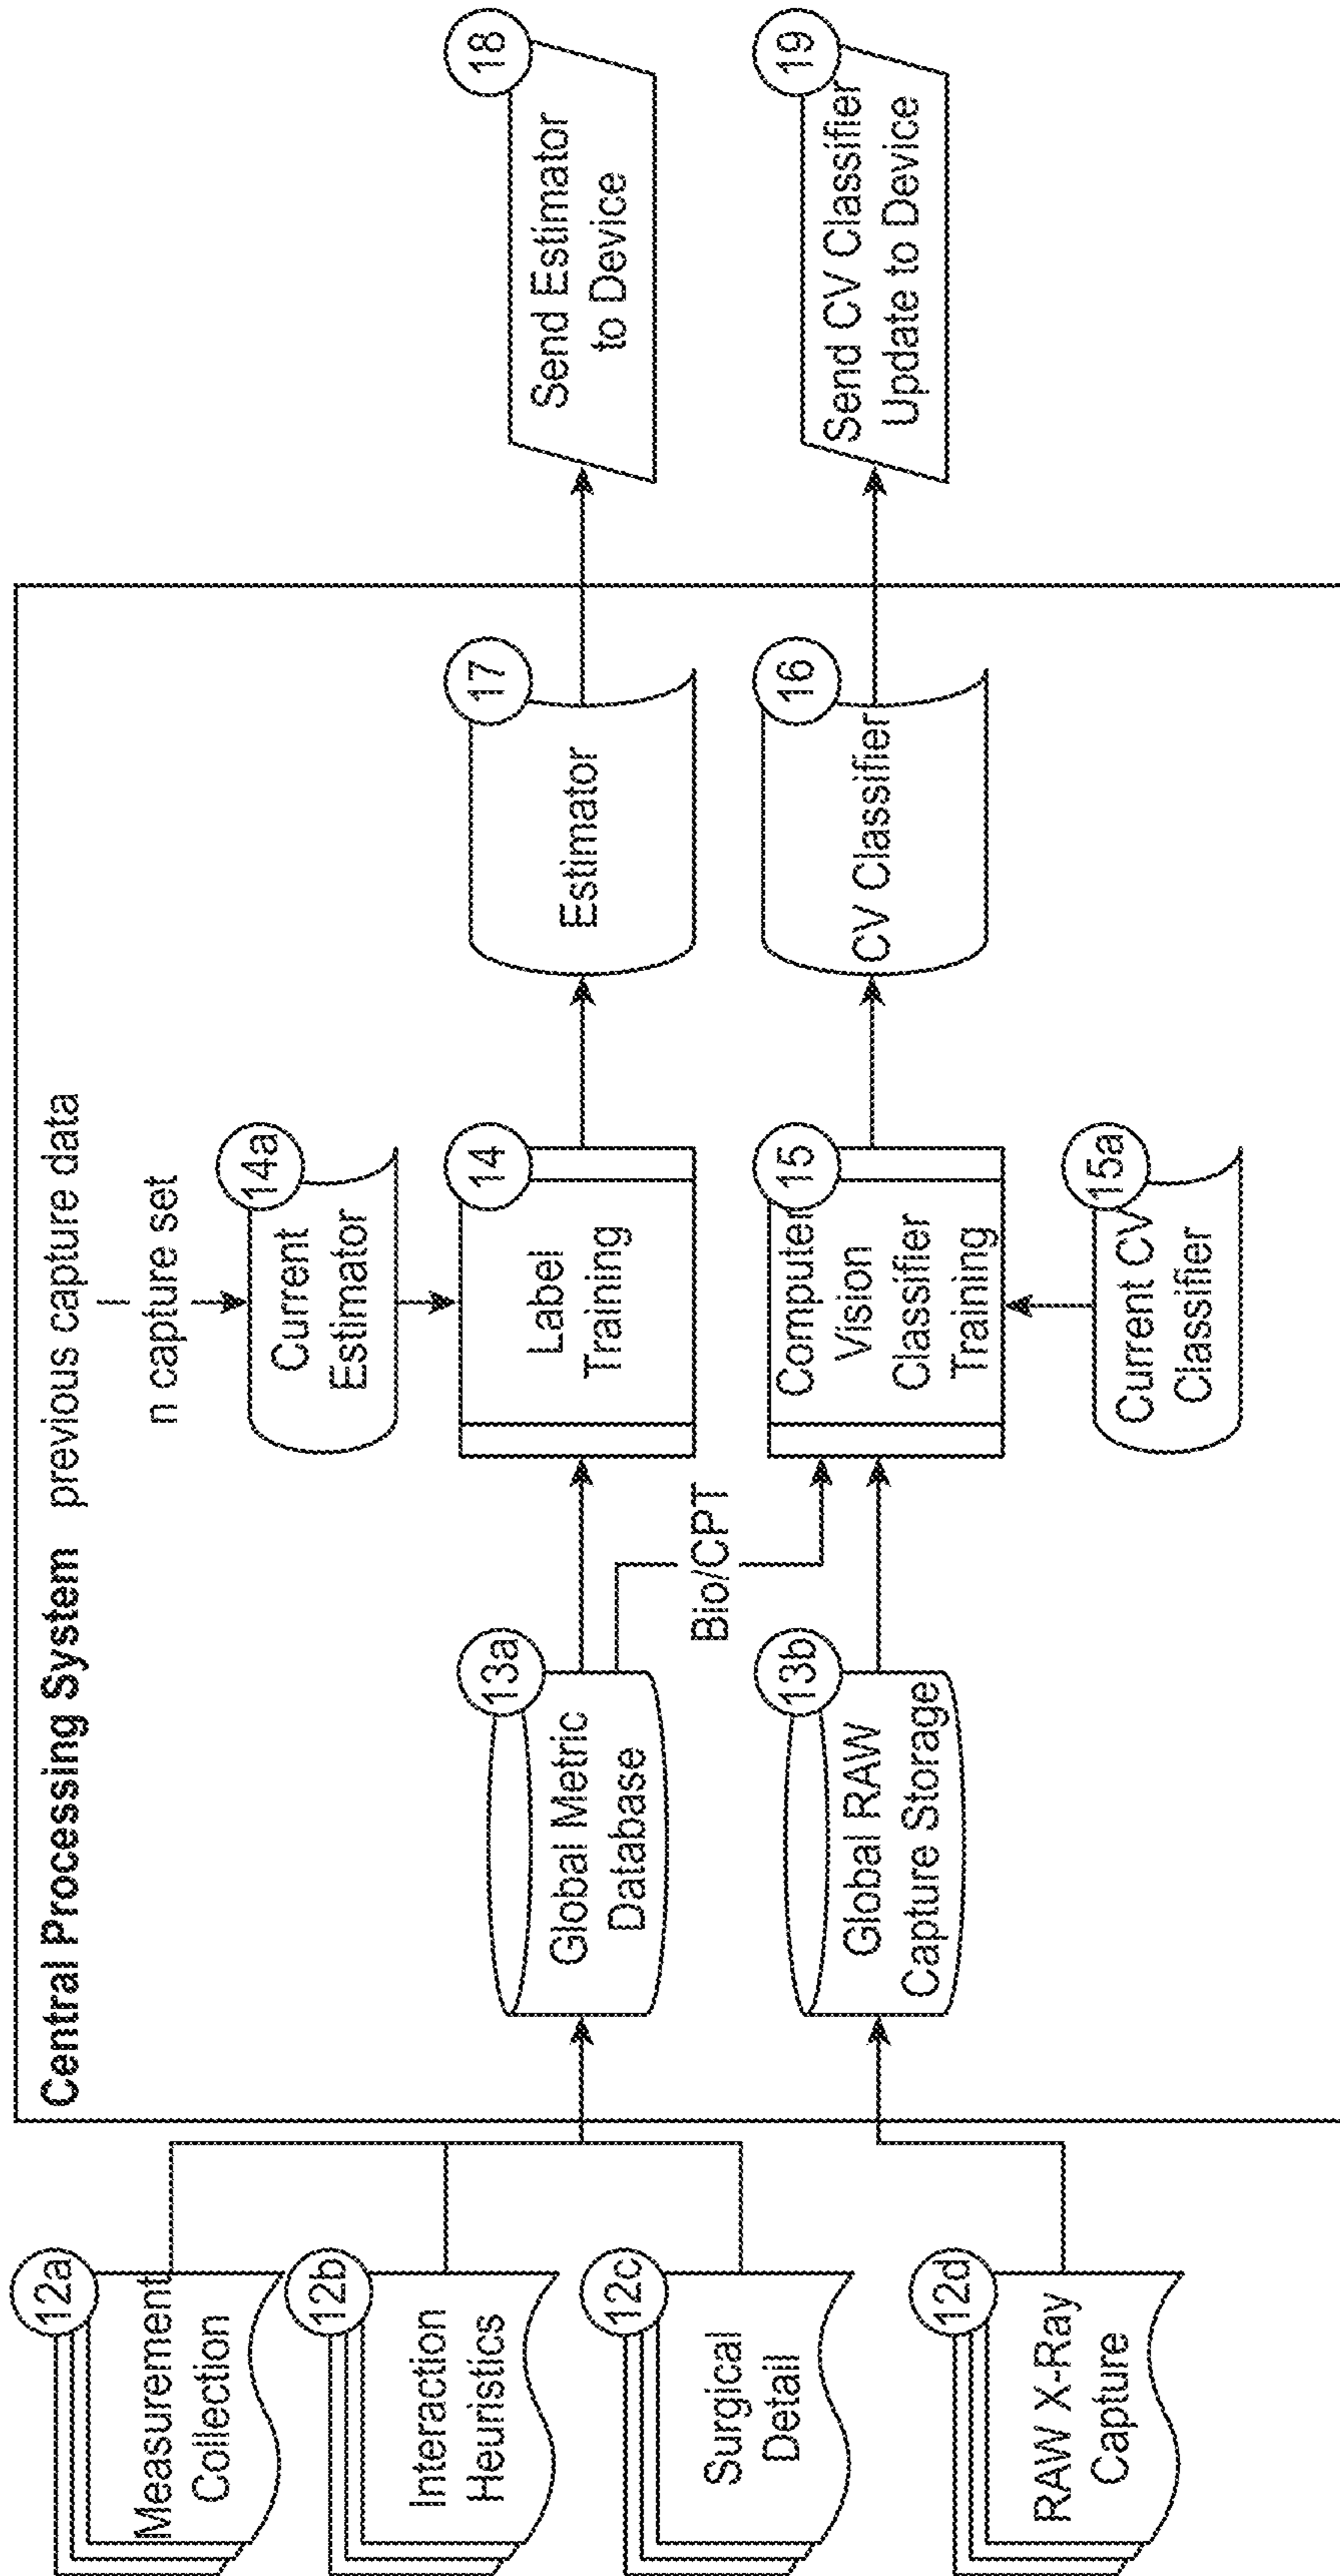 Central Processing System
previous capture data
n capture set
12a
Measurement
Collection
12b
Interaction
Heuristics
12c
Surgical
Detail
12d
RAW X-Ray
Capture
13a
Global Metric
Database
13b
Global RAW
Capture Storage
Bio/CPT
14a
Current
Estimator
14
Label
Training
15
Computer
Vision
Classifier
Training
15a
Current CV
Classifier
17
Estimator
16
CV Classifier
18
Send Estimator
to Device
19
Send CV Classifier
Update to Device